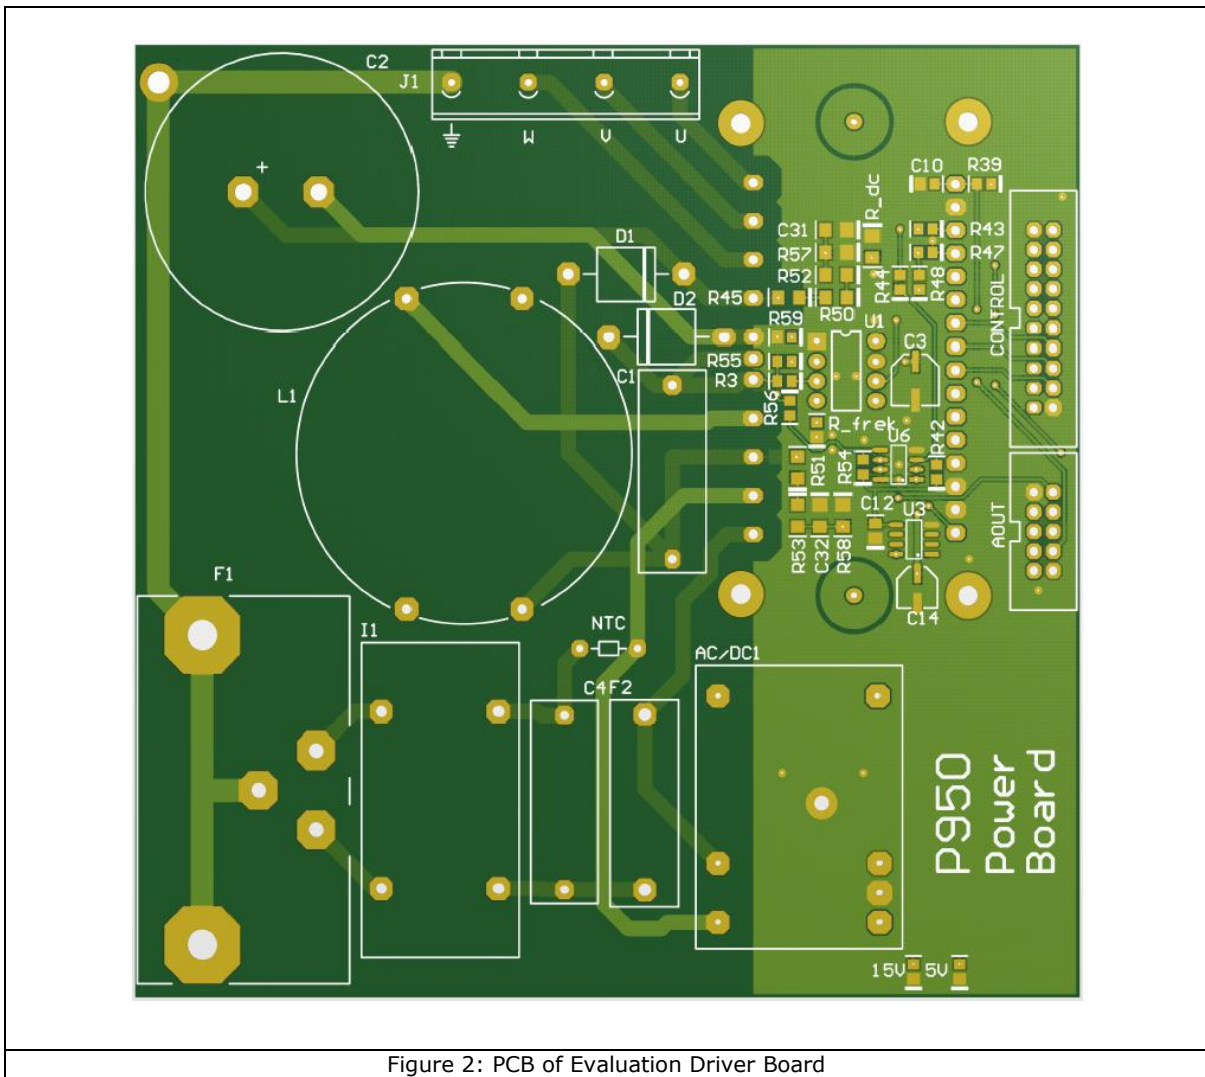 C2
J1
W V U
+
C10 R39
R_dc
C31
R43
R57
R47
R52
R44
R48
D1
D2
R45
R50
CONTROL
R59
U1
C3
R55
C1
R3
L1
R56
R_frek
U6
R42
R51
R54
C12
U3
AOUT
R53
C32
R58
C14
F1
I1
NTC
AC/DC1
C4 F2
P950
Power
Board
15V 5V
Figure 2: PCB of Evaluation Driver Board